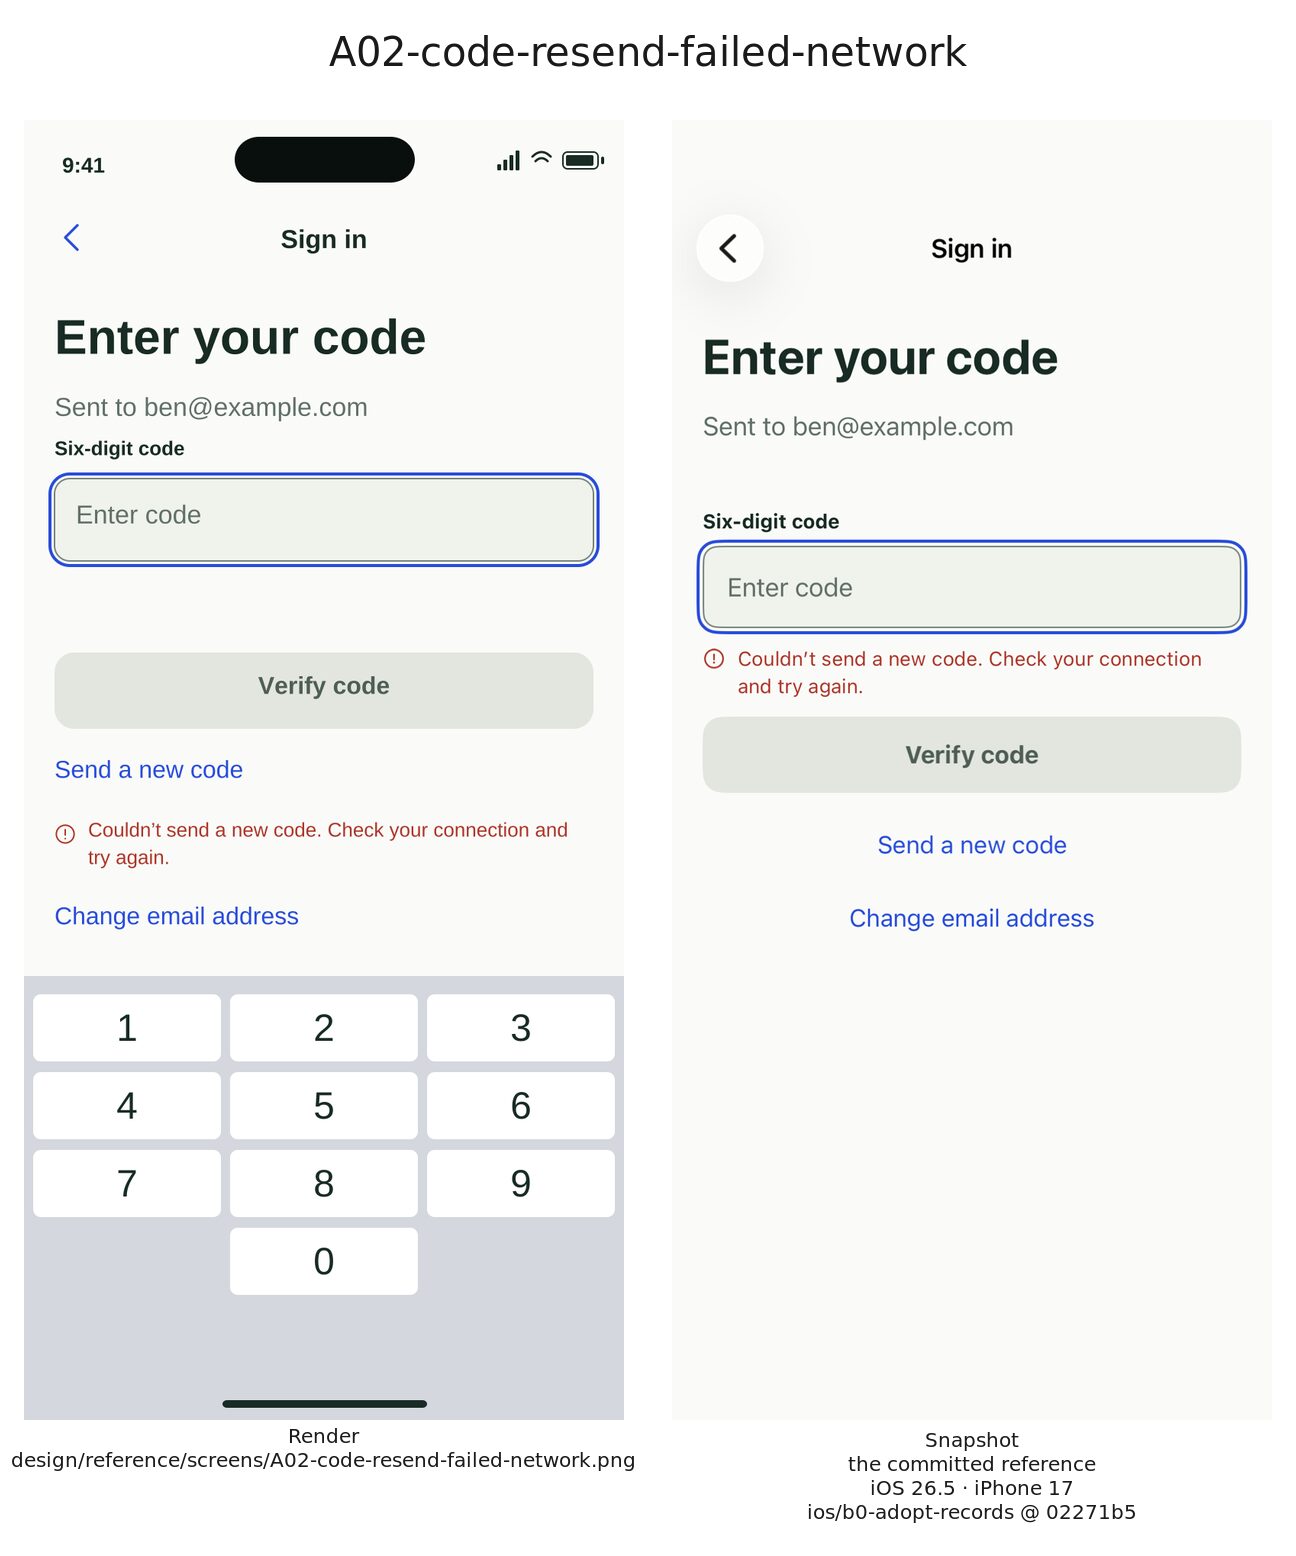 A02-code-resend-failed-network
9:41
Sign in
Enter your code
Sent to ben@example.com
Six-digit code
Enter code
Verify code
Send a new code
Couldn’t send a new code. Check your connection and
try again.
Change email address
1
2
3
4
5
6
7
8
9
0
Render
design/reference/screens/A02-code-resend-failed-network.png
Sign in
Enter your code
Sent to ben@example.com
Six-digit code
Enter code
Couldn’t send a new code. Check your connection
and try again.
Verify code
Send a new code
Change email address
Snapshot
the committed reference
iOS 26.5 · iPhone 17
ios/b0-adopt-records @ 02271b5